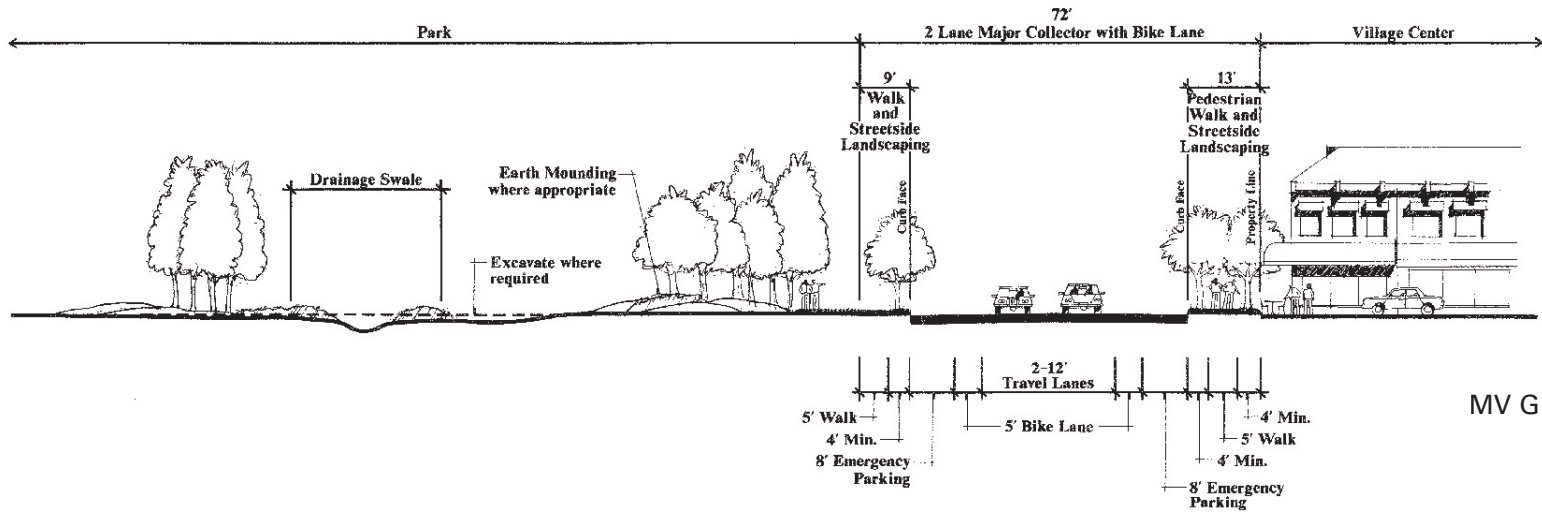 72′
Park
2 Lane Major Collector with Bike Lane
Village Center
9′
Walk
and
Streetside
Landscaping
13′
Pedestrian
Walk and
Streetside
Landscaping
Drainage Swale
Earth Mounding
where appropriate
Excavate where
required
Curb Face
Curb Face
Property Line
2-12′
Travel Lanes
5′ Walk
4′ Min.
8′ Emergency
Parking
5′ Bike Lane
4′ Min.
5′ Walk
4′ Min.
8′ Emergency
Parking
MV G